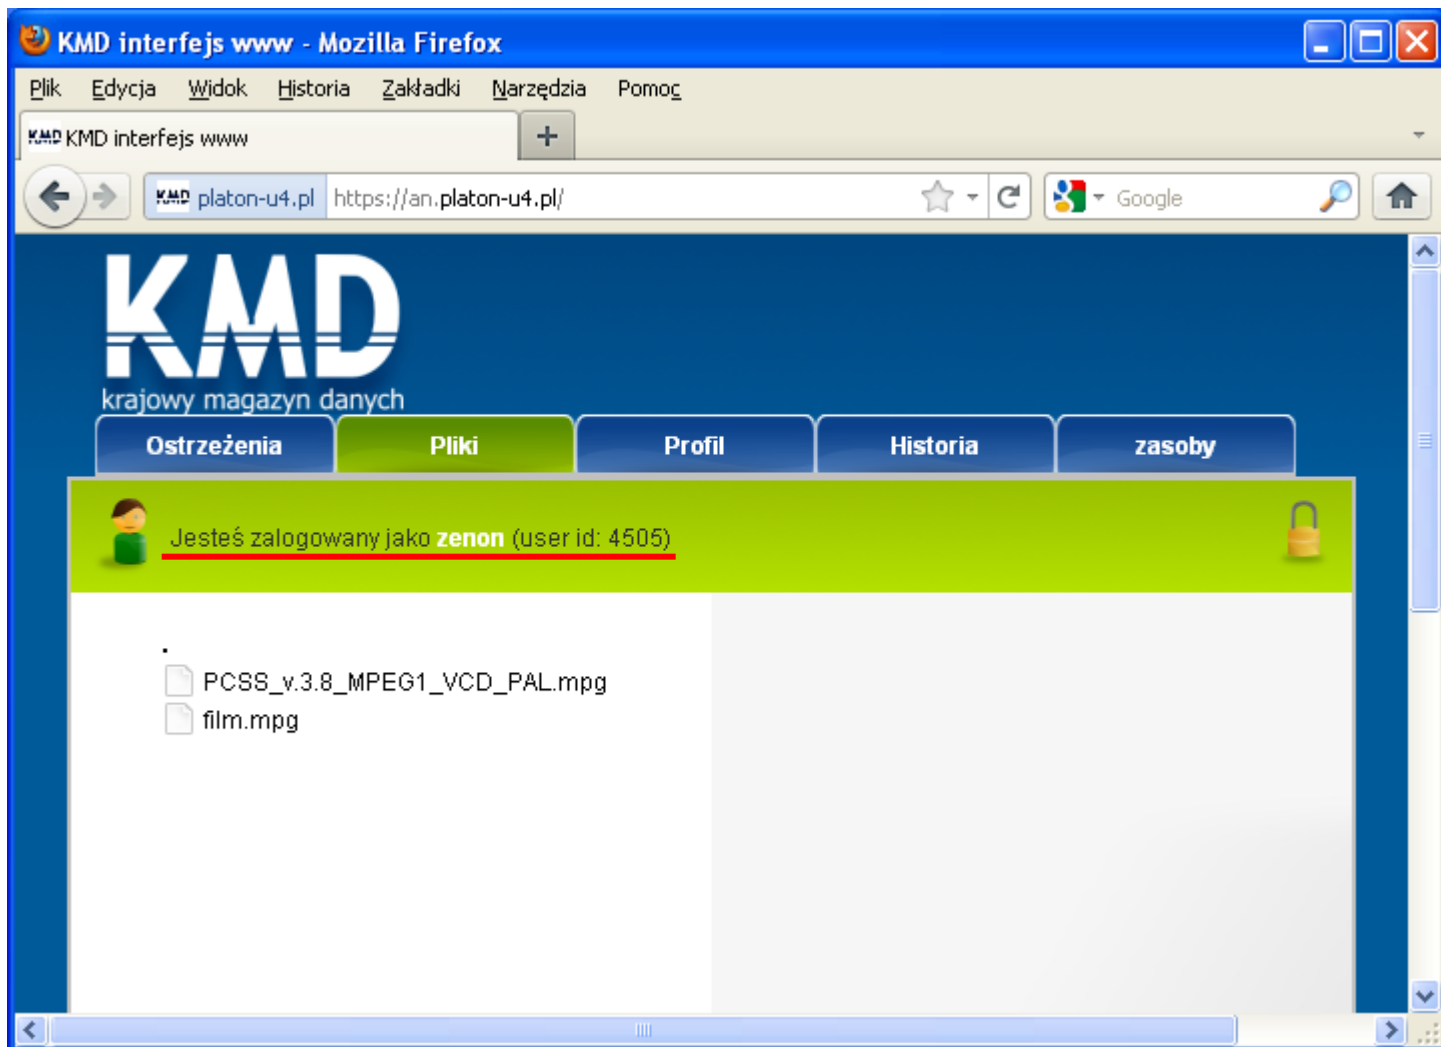 KMD interfejs www - Mozilla Firefox
Plik Edycja Widok Historia Zakładki Narzędzia Pomoc
KMD KMD interfejs www
KMD platon-u4.pl https://an.platon-u4.pl/ Google
KMD
krajowy magazyn danych
Ostrzeżenia Pliki Profil Historia zasoby
Jesteś zalogowany jako zenon (user id: 4505)
.
PCSS_v.3.8_MPEG1_VCD_PAL.mpg
film.mpg